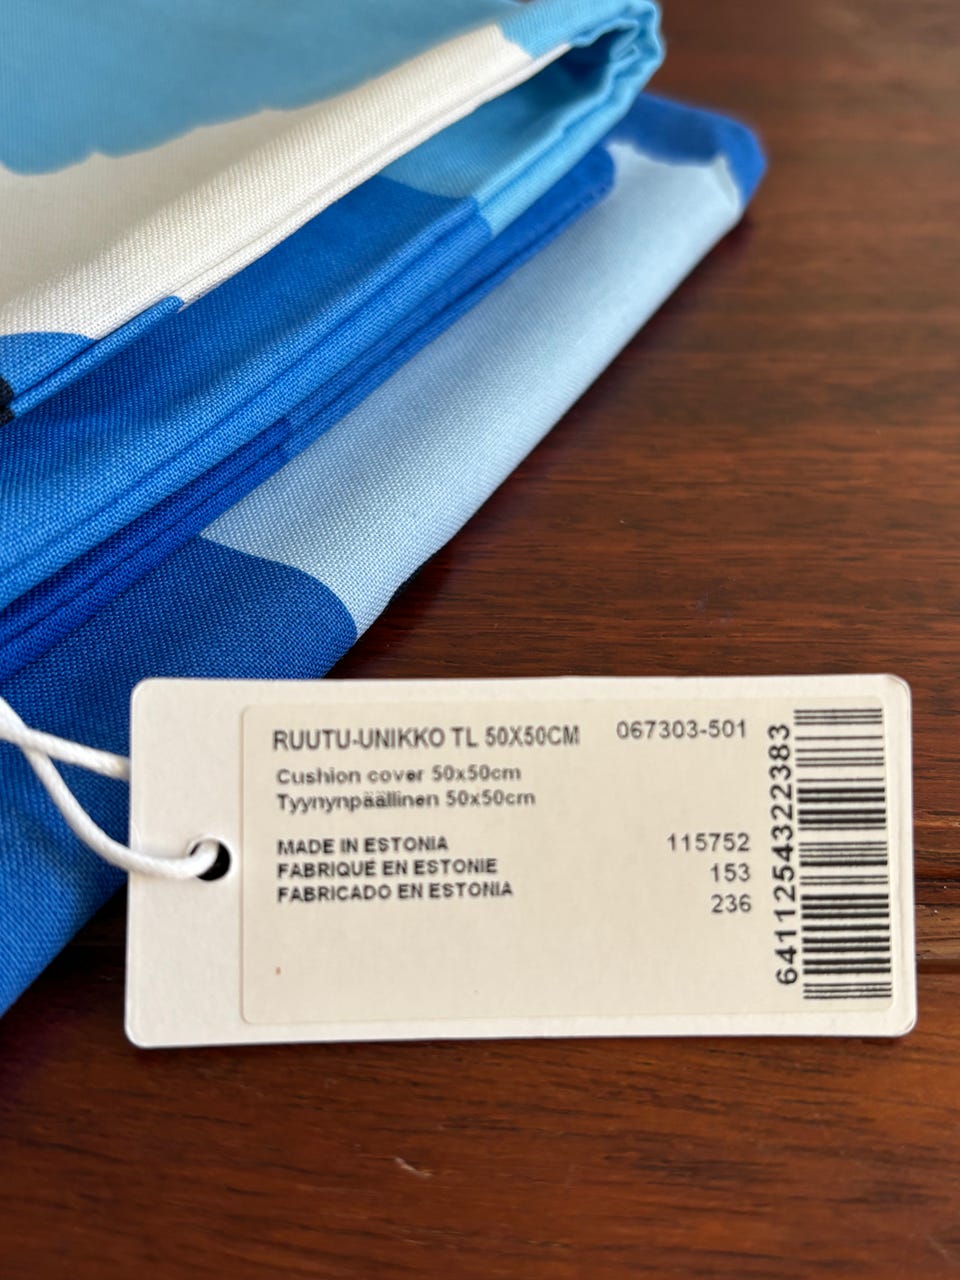 RUUTU-UNIKKO TL 50X50CM 067303-501
Cushion cover 50x50cm
Tyynynpäällinen 50x50cm
MADE IN ESTONIA 115752
FABRIQUÉ EN ESTONIE 153
FABRICADO EN ESTONIA 236
6411254322383